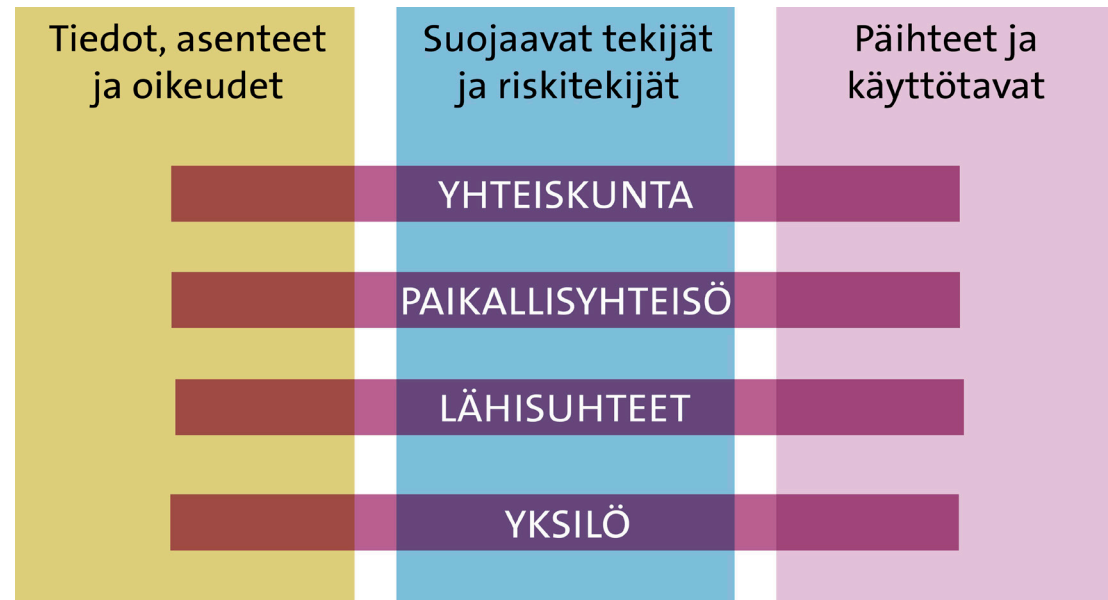 Tiedot, asenteet
ja oikeudet
Suojaavat tekijät
ja riskitekijät
Päihteet ja
käyttötavat
YHTEISKUNTA
PAIKALLISYHTEISÖ
LÄHISUHTEET
YKSILÖ